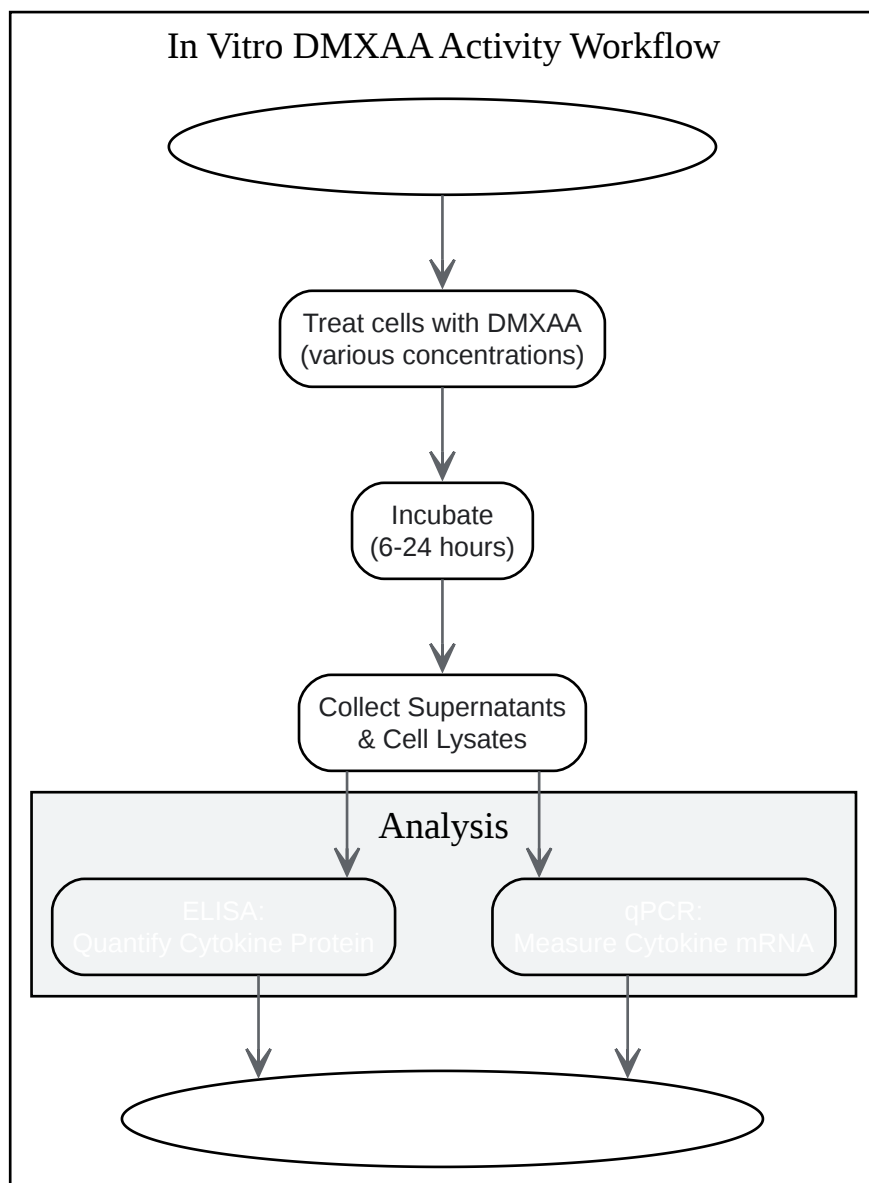 In Vitro DMXAA Activity Workflow
Treat cells with DMXAA
(various concentrations)
Incubate
(6-24 hours)
Collect Supernatants
& Cell Lysates
Analysis
ELISA:
Quantify Cytokine Protein
qPCR:
Measure Cytokine mRNA